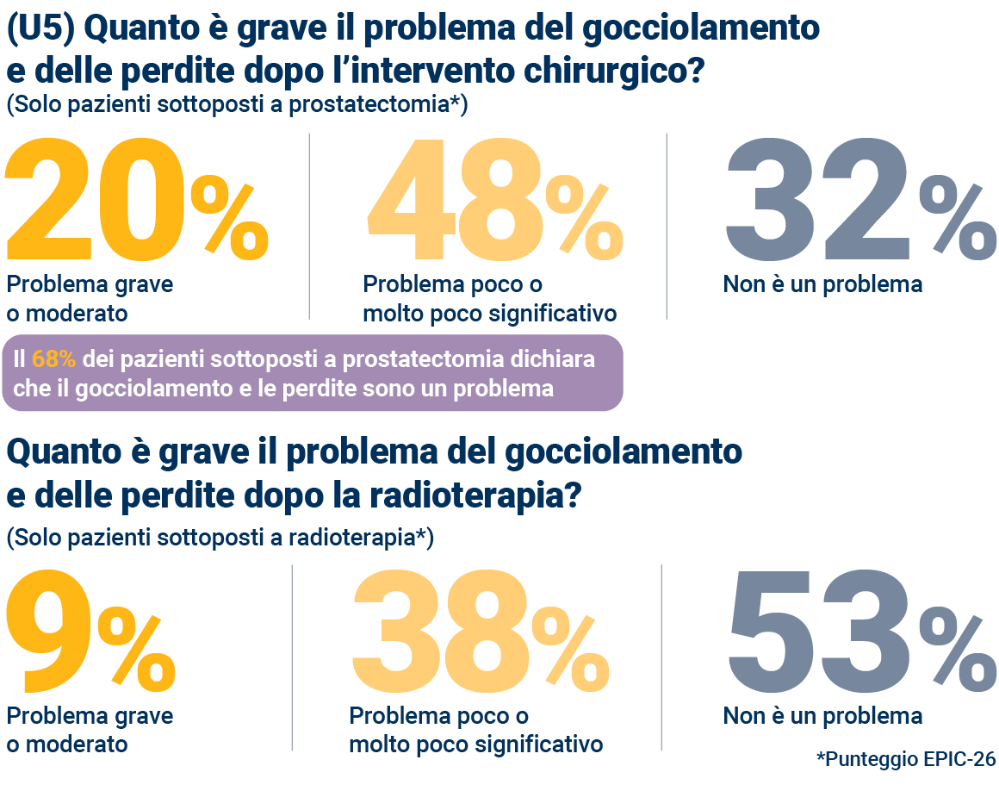 (U5) Quanto è grave il problema del gocciolamento
e delle perdite dopo l’intervento chirurgico?
(Solo pazienti sottoposti a prostatectomia*)
20%
Problema grave
o moderato
48%
Problema poco o
molto poco significativo
32%
Non è un problema
Il 68% dei pazienti sottoposti a prostatectomia dichiara
che il gocciolamento e le perdite sono un problema
Quanto è grave il problema del gocciolamento
e delle perdite dopo la radioterapia?
(Solo pazienti sottoposti a radioterapia*)
9%
Problema grave
o moderato
38%
Problema poco o
molto poco significativo
53%
Non è un problema
*Punteggio EPIC-26